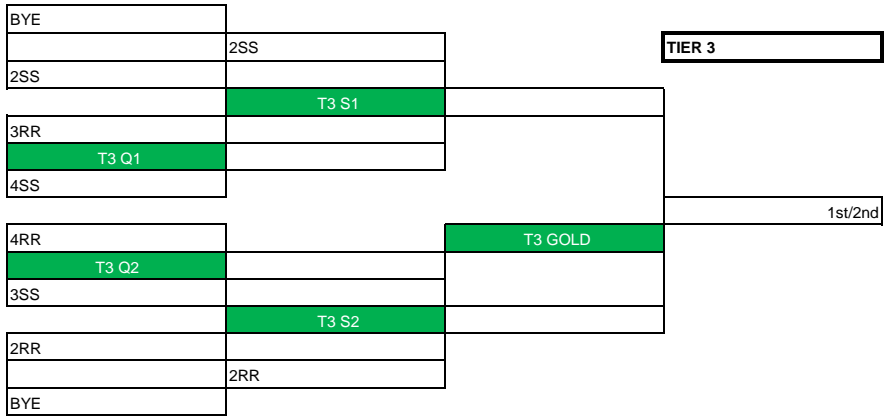 BYE
2SS
TIER 3
2SS
T3 S1
3RR
T3 Q1
4SS
1st/2nd
4RR
T3 GOLD
T3 Q2
3SS
T3 S2
2RR
2RR
BYE